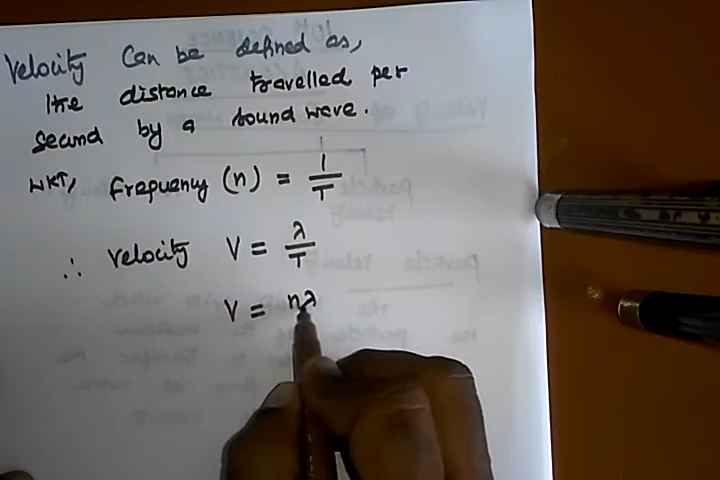 Velocity Can be defined as,
the distance travelled per
second by a sound wave.
WKT, Frequency (n) = 1/T
∴ Velocity V = λ/T
V = nλ